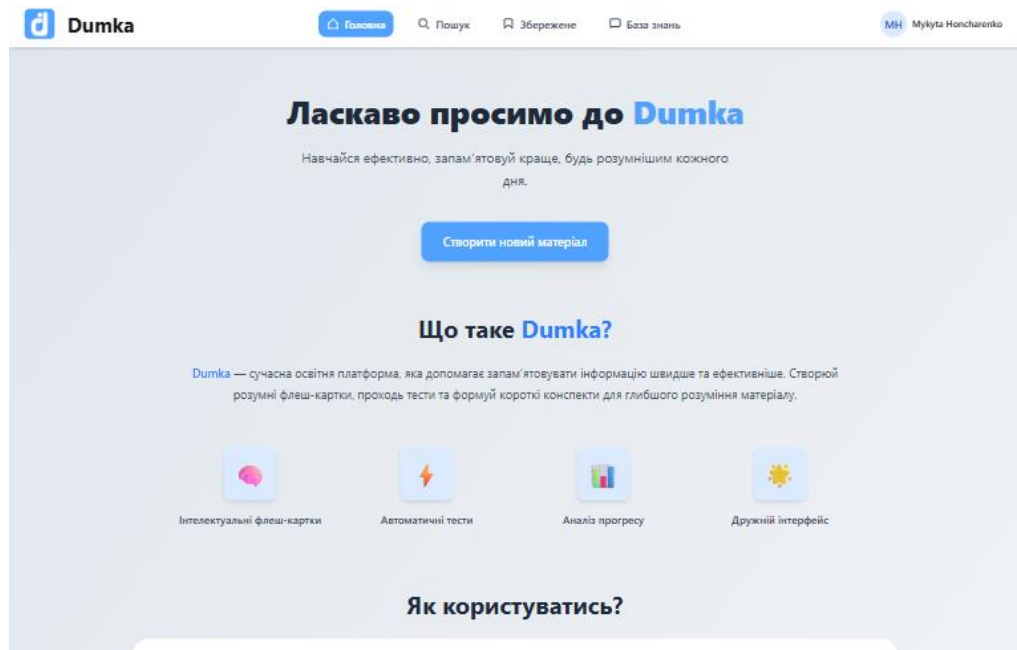 Dumka
Головна
Пошук
Збережене
База знань
MH
Mykyta Honcharenko
Ласкаво просимо до Dumka
Навчайся ефективно, запам'ятовуй краще, будь розумнішим кожного
дня.
Створити новий матеріал
Що таке Dumka?
Dumka — сучасна освітня платформа, яка допомагає запам'ятовувати інформацію швидше та ефективніше. Створюй
розумні флеш-картки, проходь тести та формуй короткі конспекти для глибшого розуміння матеріалу.
Інтелектуальні флеш-картки
Автоматичні тести
Аналіз прогресу
Дружній інтерфейс
Як користуватись?